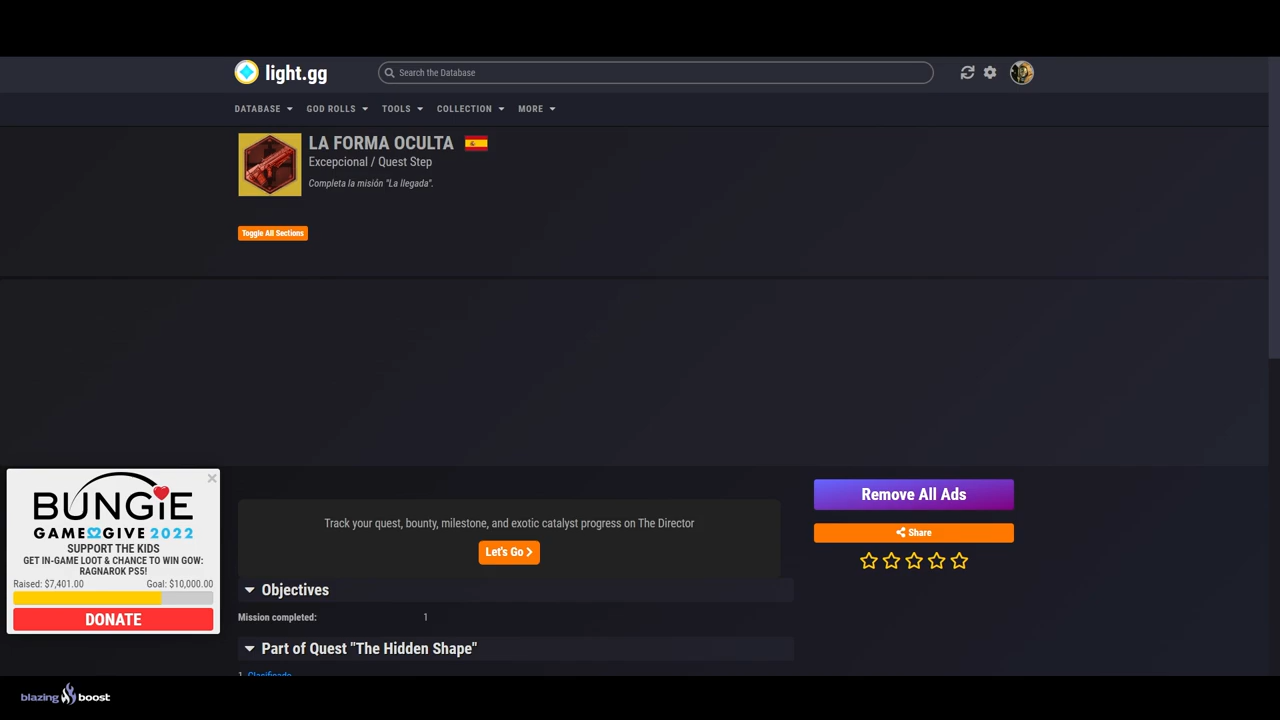 light.gg
Search the Database
DATABASE GOD ROLLS TOOLS COLLECTION MORE
LA FORMA OCULTA
Excepcional / Quest Step
Completa la misión "La llegada".
Toggle All Sections
BUNGiE
GAME GIVE 2022
SUPPORT THE KIDS
GET IN-GAME LOOT & CHANCE TO WIN GOW:
RAGNAROK PS5!
Raised: $7,401.00 Goal: $10,000.00
DONATE
Track your quest, bounty, milestone, and exotic catalyst progress on The Director
Let's Go
Remove All Ads
Share
Objectives
Mission completed: 1
Part of Quest "The Hidden Shape"
1. Clasificado
blazing boost